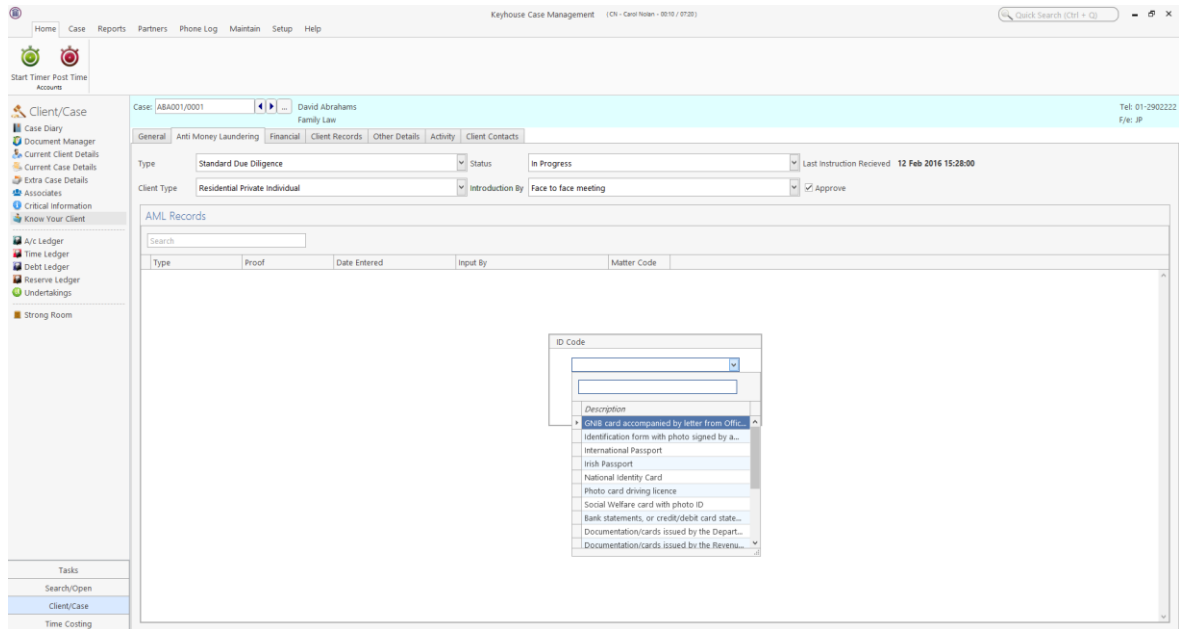 Keyhouse Case Management (CN - Carol Nolan - 00:10 / 07:20)
Quick Search (Ctrl + Q)
Home Case Reports Partners Phone Log Maintain Setup Help
Start Timer Post Time
Accounts
Client/Case
Case Diary
Document Manager
Current Client Details
Current Case Details
Extra Case Details
Associates
Critical Information
Know Your Client
A/c Ledger
Time Ledger
Debt Ledger
Reserve Ledger
Undertakings
Strong Room
Tasks
Search/Open
Client/Case
Time Costing
Case: ABA001/0001 ... David Abrahams Tel: 01-2902222
Family Law F/e: JP
General Anti Money Laundering Financial Client Records Other Details Activity Client Contacts
Type Standard Due Diligence Status In Progress Last Instruction Recieved 12 Feb 2016 15:28:00
Client Type Residential Private Individual Introduction By Face to face meeting Approve
AML Records
Search
Type Proof Date Entered Input By Matter Code
ID Code
Description
GNIB card accompanied by letter from Offic...
Identification form with photo signed by a...
International Passport
Irish Passport
National Identity Card
Photo card driving licence
Social Welfare card with photo ID
Bank statements, or credit/debit card state...
Documentation/cards issued by the Depart...
Documentation/cards issued by the Revenu...